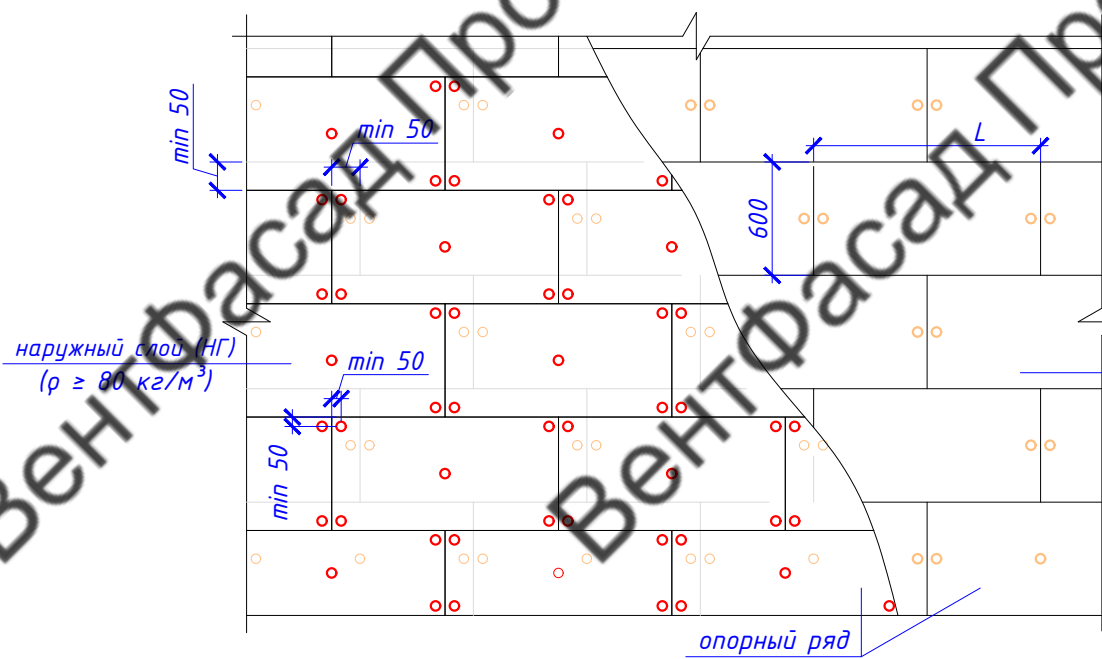 min 50
min 50
L
600
наружный слой (НГ)
(ρ ≥ 80 кг/м³)
min 50
min 50
опорный ряд
ВентФасад Про
ВентФасад Пр